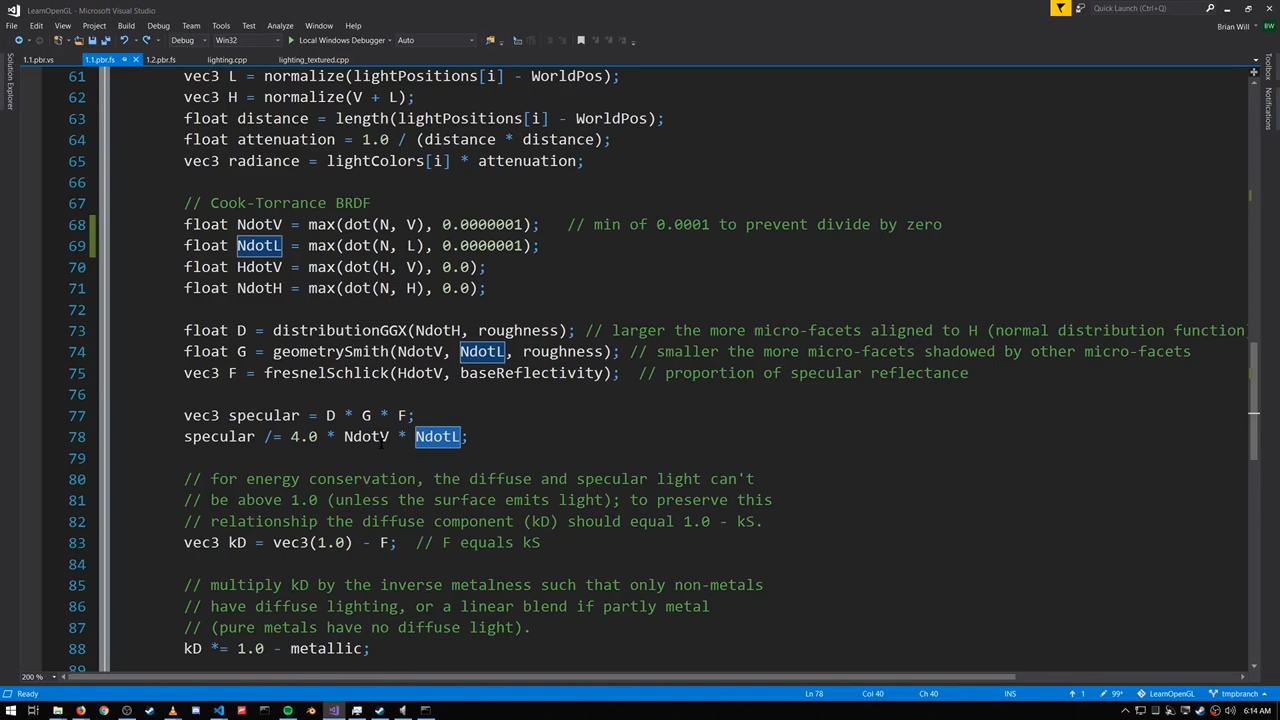 LearnOpenGL - Microsoft Visual Studio
Quick Launch (Ctrl+Q)
File Edit View Project Build Debug Team Tools Test Analyze Window Help
Brian Will BW
Debug Win32 Local Windows Debugger Auto
1.1.pbr.vs 1.1.pbr.fs 1.2.pbr.fs lighting.cpp lighting_textured.cpp
Solution Explorer
Toolbox
Notifications
61 vec3 L = normalize(lightPositions[i] - WorldPos);
62 vec3 H = normalize(V + L);
63 float distance = length(lightPositions[i] - WorldPos);
64 float attenuation = 1.0 / (distance * distance);
65 vec3 radiance = lightColors[i] * attenuation;
66
67 // Cook-Torrance BRDF
68 float NdotV = max(dot(N, V), 0.0000001); // min of 0.0001 to prevent divide by zero
69 float NdotL = max(dot(N, L), 0.0000001);
70 float HdotV = max(dot(H, V), 0.0);
71 float NdotH = max(dot(N, H), 0.0);
72
73 float D = distributionGGX(NdotH, roughness); // larger the more micro-facets aligned to H (normal distribution function)
74 float G = geometrySmith(NdotV, NdotL, roughness); // smaller the more micro-facets shadowed by other micro-facets
75 vec3 F = fresnelSchlick(HdotV, baseReflectivity); // proportion of specular reflectance
76
77 vec3 specular = D * G * F;
78 specular /= 4.0 * NdotV * NdotL;
79
80 // for energy conservation, the diffuse and specular light can't
81 // be above 1.0 (unless the surface emits light); to preserve this
82 // relationship the diffuse component (kD) should equal 1.0 - kS.
83 vec3 kD = vec3(1.0) - F; // F equals kS
84
85 // multiply kD by the inverse metalness such that only non-metals
86 // have diffuse lighting, or a linear blend if partly metal
87 // (pure metals have no diffuse light).
88 kD *= 1.0 - metallic;
89
200 %
Ready Ln 78 Col 40 Ch 40 INS 1 99* LearnOpenGL tmpbranch
6:14 AM